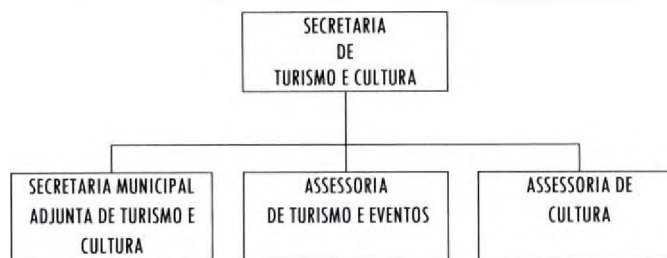 SECRETARIA
DE
TURISMO E CULTURA
SECRETARIA MUNICIPAL
ADJUNTA DE TURISMO E
CULTURA
ASSESSORIA
DE TURISMO E EVENTOS
ASSESSORIA DE
CULTURA